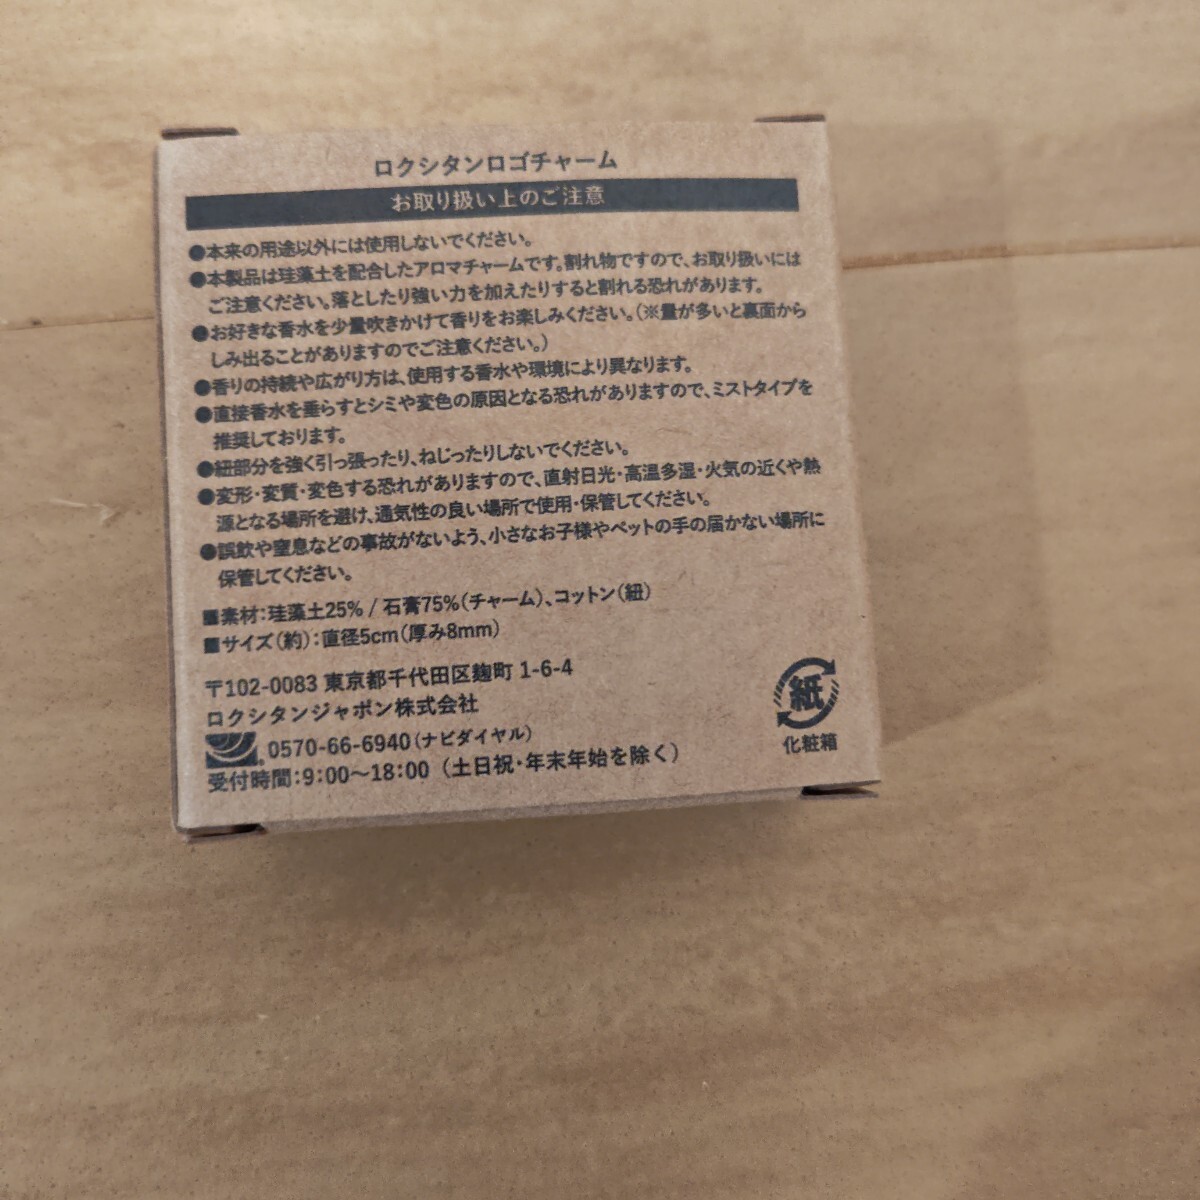 ロクシタンロゴチャーム
お取り扱い上のご注意
●本来の用途以外には使用しないでください。
●本製品は珪藻土を配合したアロマチャームです。割れ物ですので、お取り扱いには
ご注意ください。落としたり強い力を加えたりすると割れる恐れがあります。
●お好きな香水を少量吹きかけて香りをお楽しみください。(※量が多いと裏面から
しみ出ることがありますのでご注意ください。)
●香りの持続や広がり方は、使用する香水や環境により異なります。
●直接香水を垂らすとシミや変色の原因となる恐れがありますので、ミストタイプを
推奨しております。
●紐部分を強く引っ張ったり、ねじったりしないでください。
●変形・変質・変色する恐れがありますので、直射日光・高温多湿・火気の近くや熱
源となる場所を避け、通気性の良い場所で使用・保管してください。
●誤飲や窒息などの事故がないよう、小さなお子様やペットの手の届かない場所に
保管してください。
■素材:珪藻土25% / 石膏75%(チャーム)、コットン(紐)
■サイズ(約):直径5cm(厚み8mm)
〒102-0083 東京都千代田区麹町 1-6-4
ロクシタンジャポン株式会社
0570-66-6940(ナビダイヤル)
受付時間:9:00〜18:00 (土日祝・年末年始を除く)
紙
化粧箱